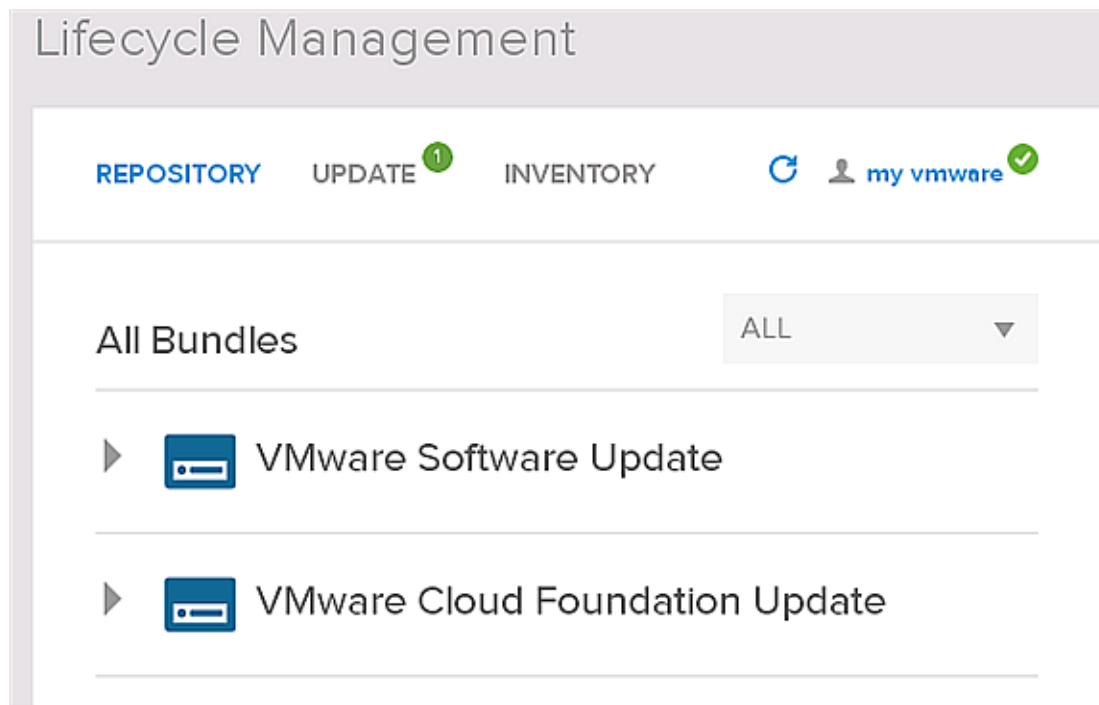 Lifecycle Management
REPOSITORY UPDATE 1 INVENTORY my vmware
All Bundles ALL
VMware Software Update
VMware Cloud Foundation Update